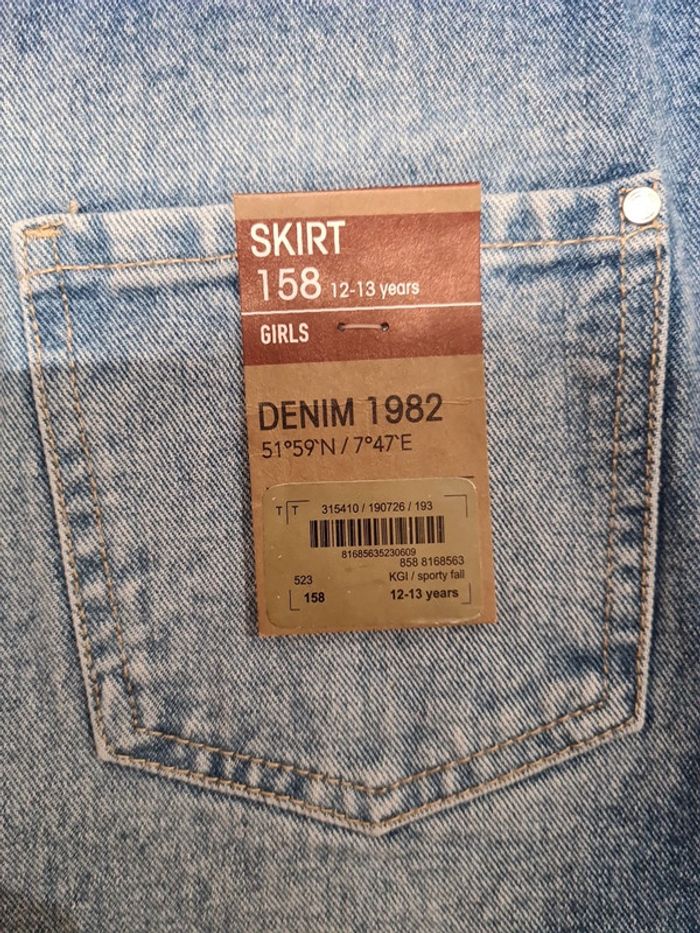 SKIRT
158 12-13 years
GIRLS
DENIM 1982
51°59'N / 7°47'E
T T 315410 / 190726 / 193
81685635230609
858 8168563
523 KGI / sporty fall
158 12-13 years